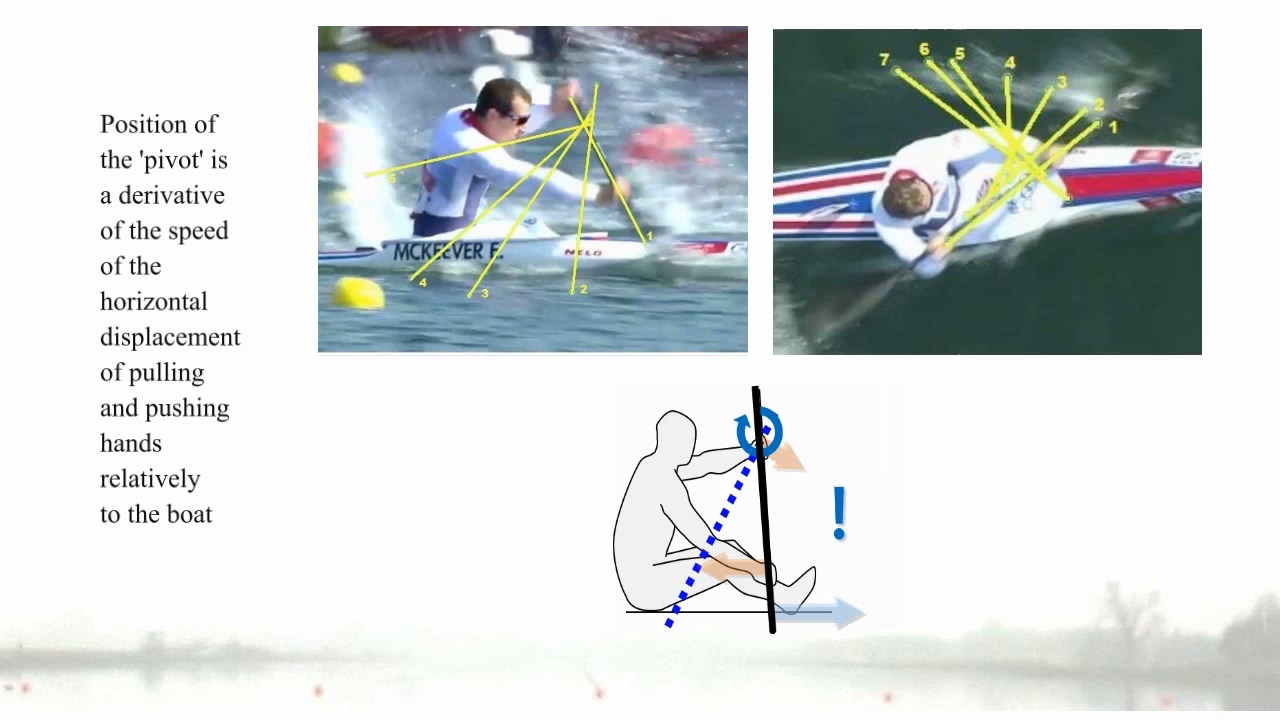 Position of
the 'pivot' is
a derivative
of the speed
of the
horizontal
displacement
of pulling
and pushing
hands
relatively
to the boat
5
4
3
2
1
MCKEEVER E.
NELO
7
6
5
4
3
2
1
!